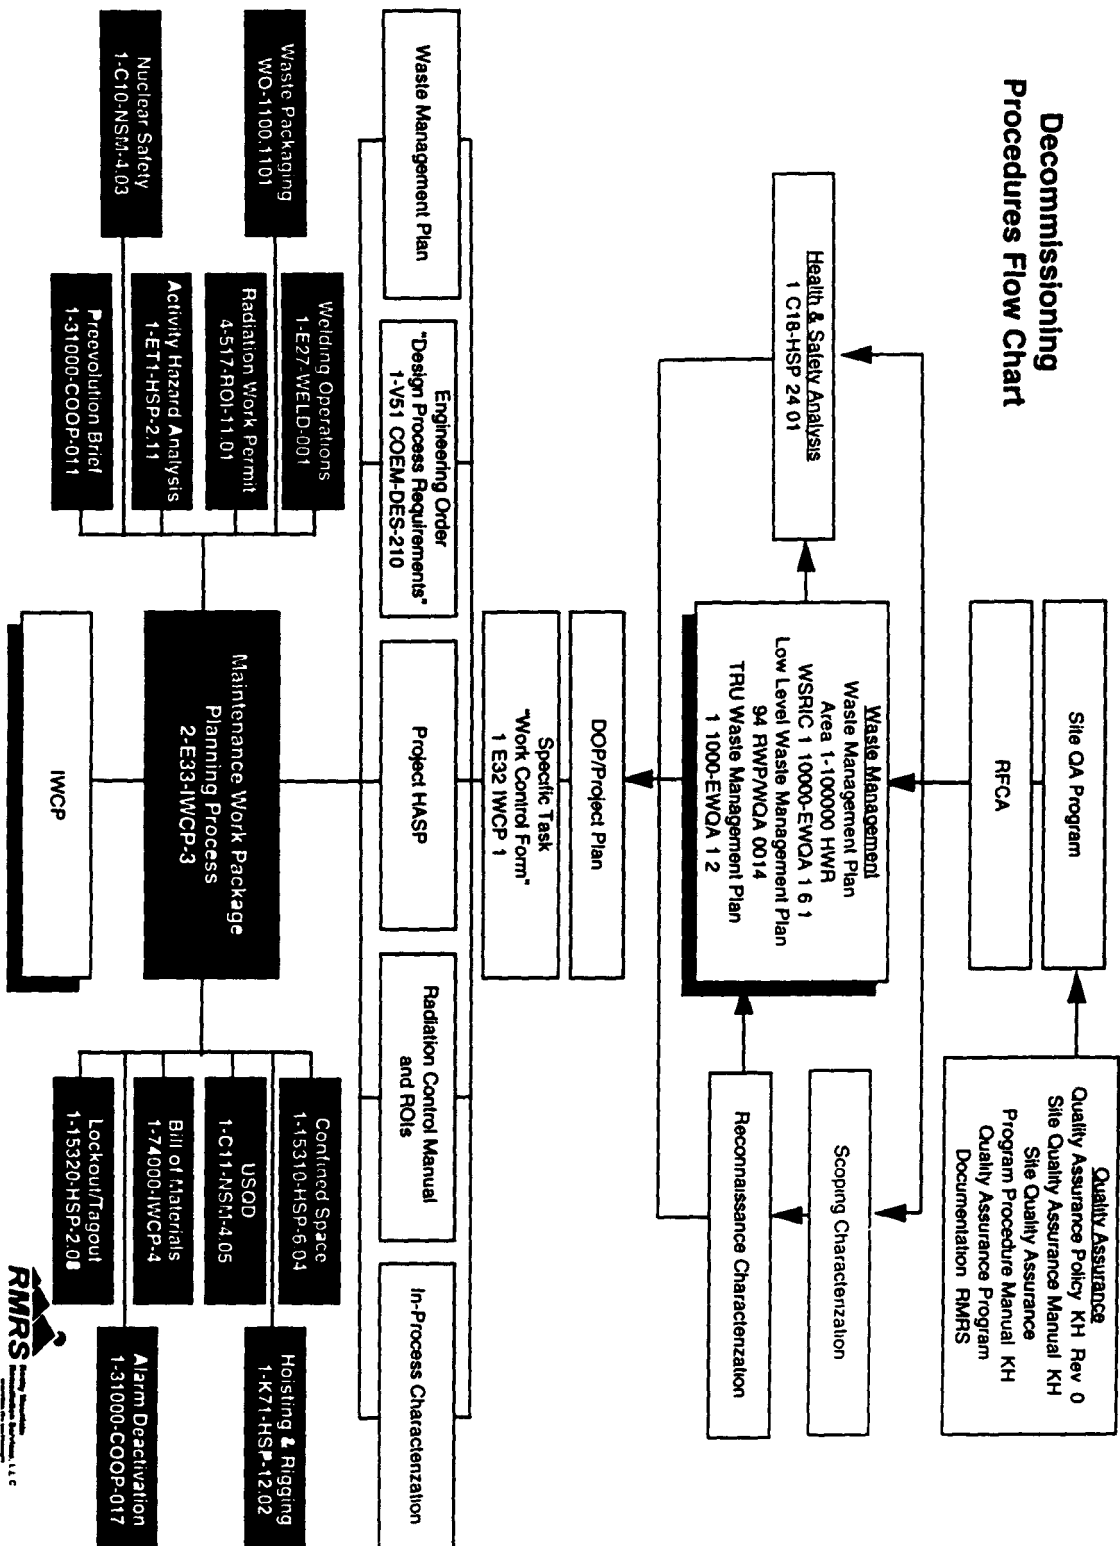 Decommissioning
Procedures Flow Chart
Site QA Program
RFCA
Quality Assurance
Quality Assurance Policy KH Rev 0
Site Quality Assurance Manual KH
Site Quality Assurance
Program Procedure Manual KH
Quality Assurance Program
Documentation RMRS
Health & Safety Analysis
1 C18-HSP 24 01
Waste Management
Waste Management Plan
Area 1-100000 HWR
WSRIC 1 10000-EWQA 1 6 1
Low Level Waste Management Plan
94 RWP/WQA 0014
TRU Waste Management Plan
1 1000-EWQA 1 2
Scoping Characterization
Reconnaissance Characterization
DOP/Project Plan
Specific Task
"Work Control Form"
1 E32 IWCP 1
Waste Management Plan
Engineering Order
"Design Process Requirements"
1-V51 COEM-DES-210
Project HASP
Radiation Control Manual
and ROIs
In-Process Characterization
Waste Packaging
WO-1100,1101
Nuclear Safety
1-C10-NSM-4.03
Welding Operations
1-E27-WELD-001
Radiation Work Permit
4-517-ROI-11.01
Activity Hazard Analysis
1-ET1-HSP-2.11
Preevolution Brief
1-31000-COOP-011
Maintenance Work Package
Planning Process
2-E33-IWCP-3
IWCP
Confined Space
1-15310-HSP-6.04
USQD
1-C11-NSM-4.05
Bill of Materials
1-74000-IWCP-4
Lockout/Tagout
1-15320-HSP-2.08
Hoisting & Rigging
1-K71-HSP-12.02
Alarm Deactivation
1-31000-COOP-017
RMRS
Rocky Mountain
Remediation Services, L.L.C